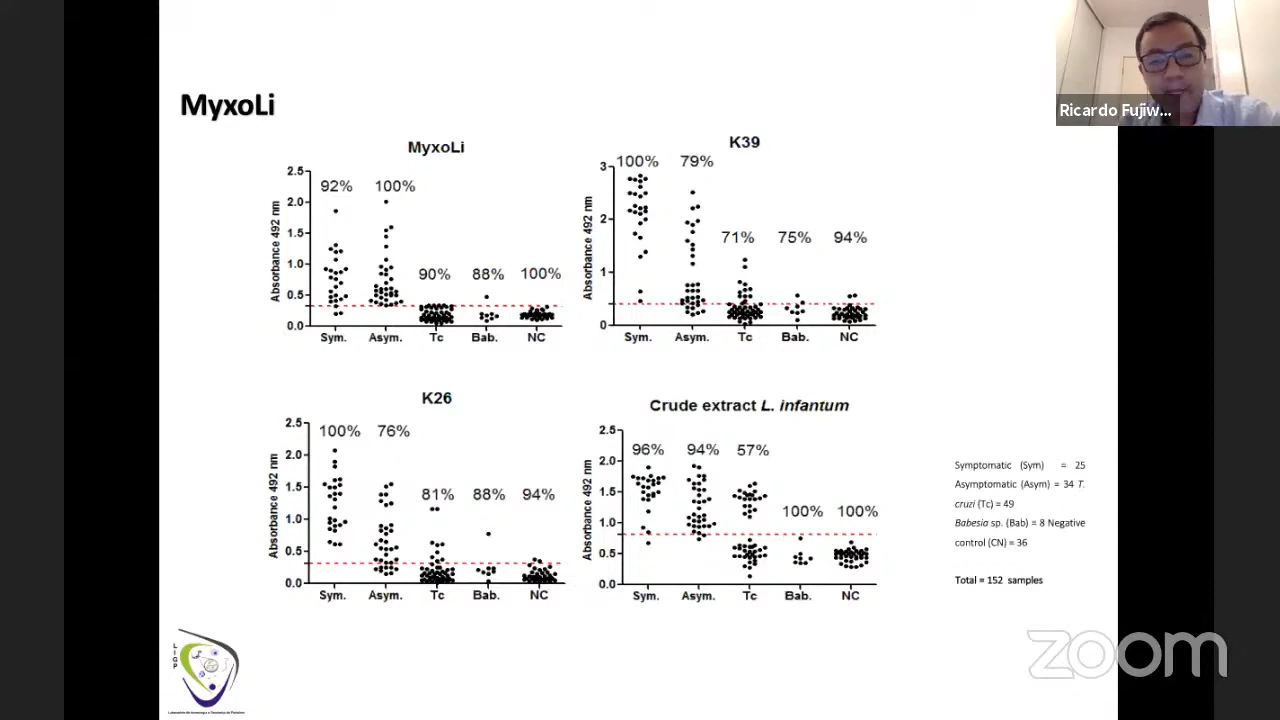 Ricardo Fujiw...
MyxoLi
MyxoLi
92% 100%
90% 88% 100%
Absorbance 492 nm
2.5
2.0
1.5
1.0
0.5
0.0
Sym. Asym. Tc Bab. NC
K39
100% 79%
71% 75% 94%
Absorbance 492 nm
3
2
1
0
Sym. Asym. Tc Bab. NC
K26
100% 76%
81% 88% 94%
Absorbance 492 nm
2.5
2.0
1.5
1.0
0.5
0.0
Sym. Asym. Tc Bab. NC
Crude extract L. infantum
96% 94% 57%
100% 100%
Absorbance 492 nm
2.5
2.0
1.5
1.0
0.5
0.0
Sym. Asym. Tc Bab. NC
Symptomatic (Sym) = 25
Asymptomatic (Asym) = 34 T.
cruzi (Tc) = 49
Babesia sp. (Bab) = 8 Negative
control (CN) = 36
Total = 152 samples
LIGP
zoom